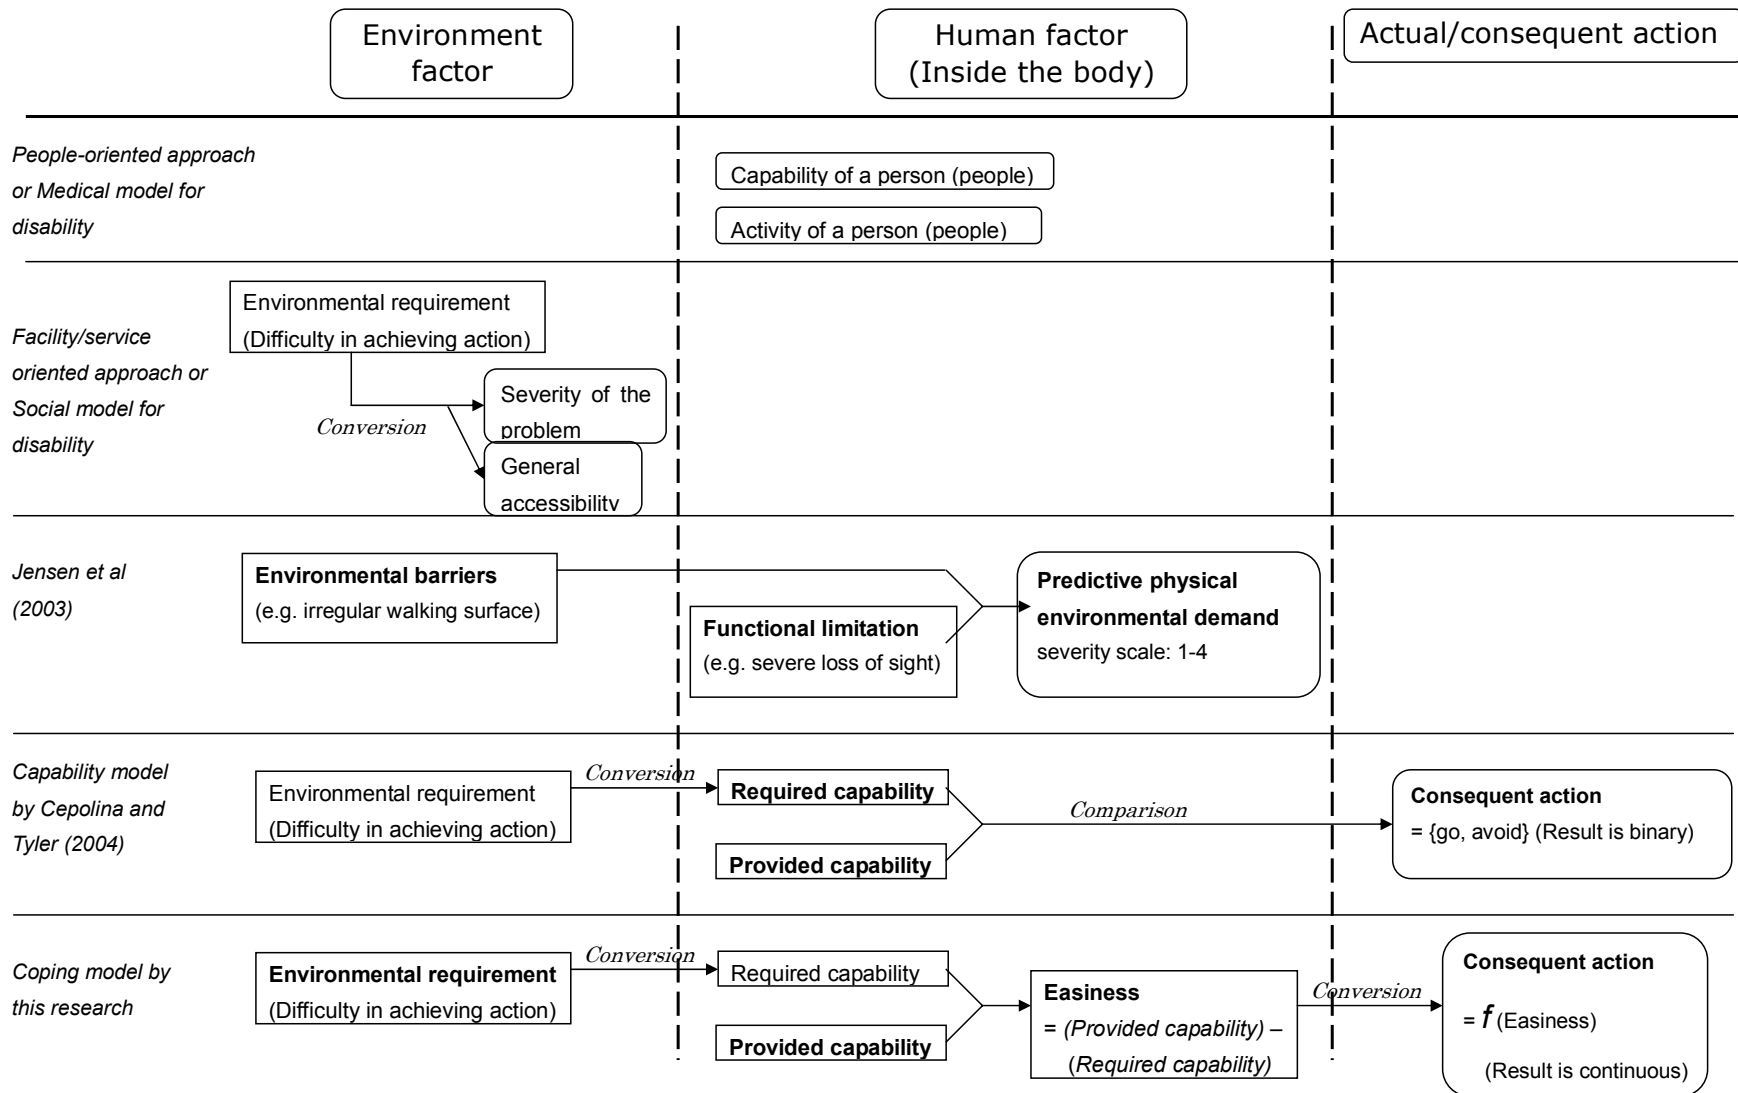 Environment
factor
Human factor
(Inside the body)
Actual/consequent action
People-oriented approach
or Medical model for
disability
Capability of a person (people)
Activity of a person (people)
Facility/service
oriented approach or
Social model for
disability
Environmental requirement
(Difficulty in achieving action)
Conversion
Severity of the
problem
General
accessibility
Jensen et al
(2003)
Environmental barriers
(e.g. irregular walking surface)
Functional limitation
(e.g. severe loss of sight)
Predictive physical
environmental demand
severity scale: 1-4
Capability model
by Cepolina and
Tyler (2004)
Environmental requirement
(Difficulty in achieving action)
Conversion
Required capability
Provided capability
Comparison
Consequent action
= {go, avoid} (Result is binary)
Coping model by
this research
Environmental requirement
(Difficulty in achieving action)
Conversion
Required capability
Provided capability
Easiness
= (Provided capability) –
(Required capability)
Conversion
Consequent action
= f (Easiness)
(Result is continuous)